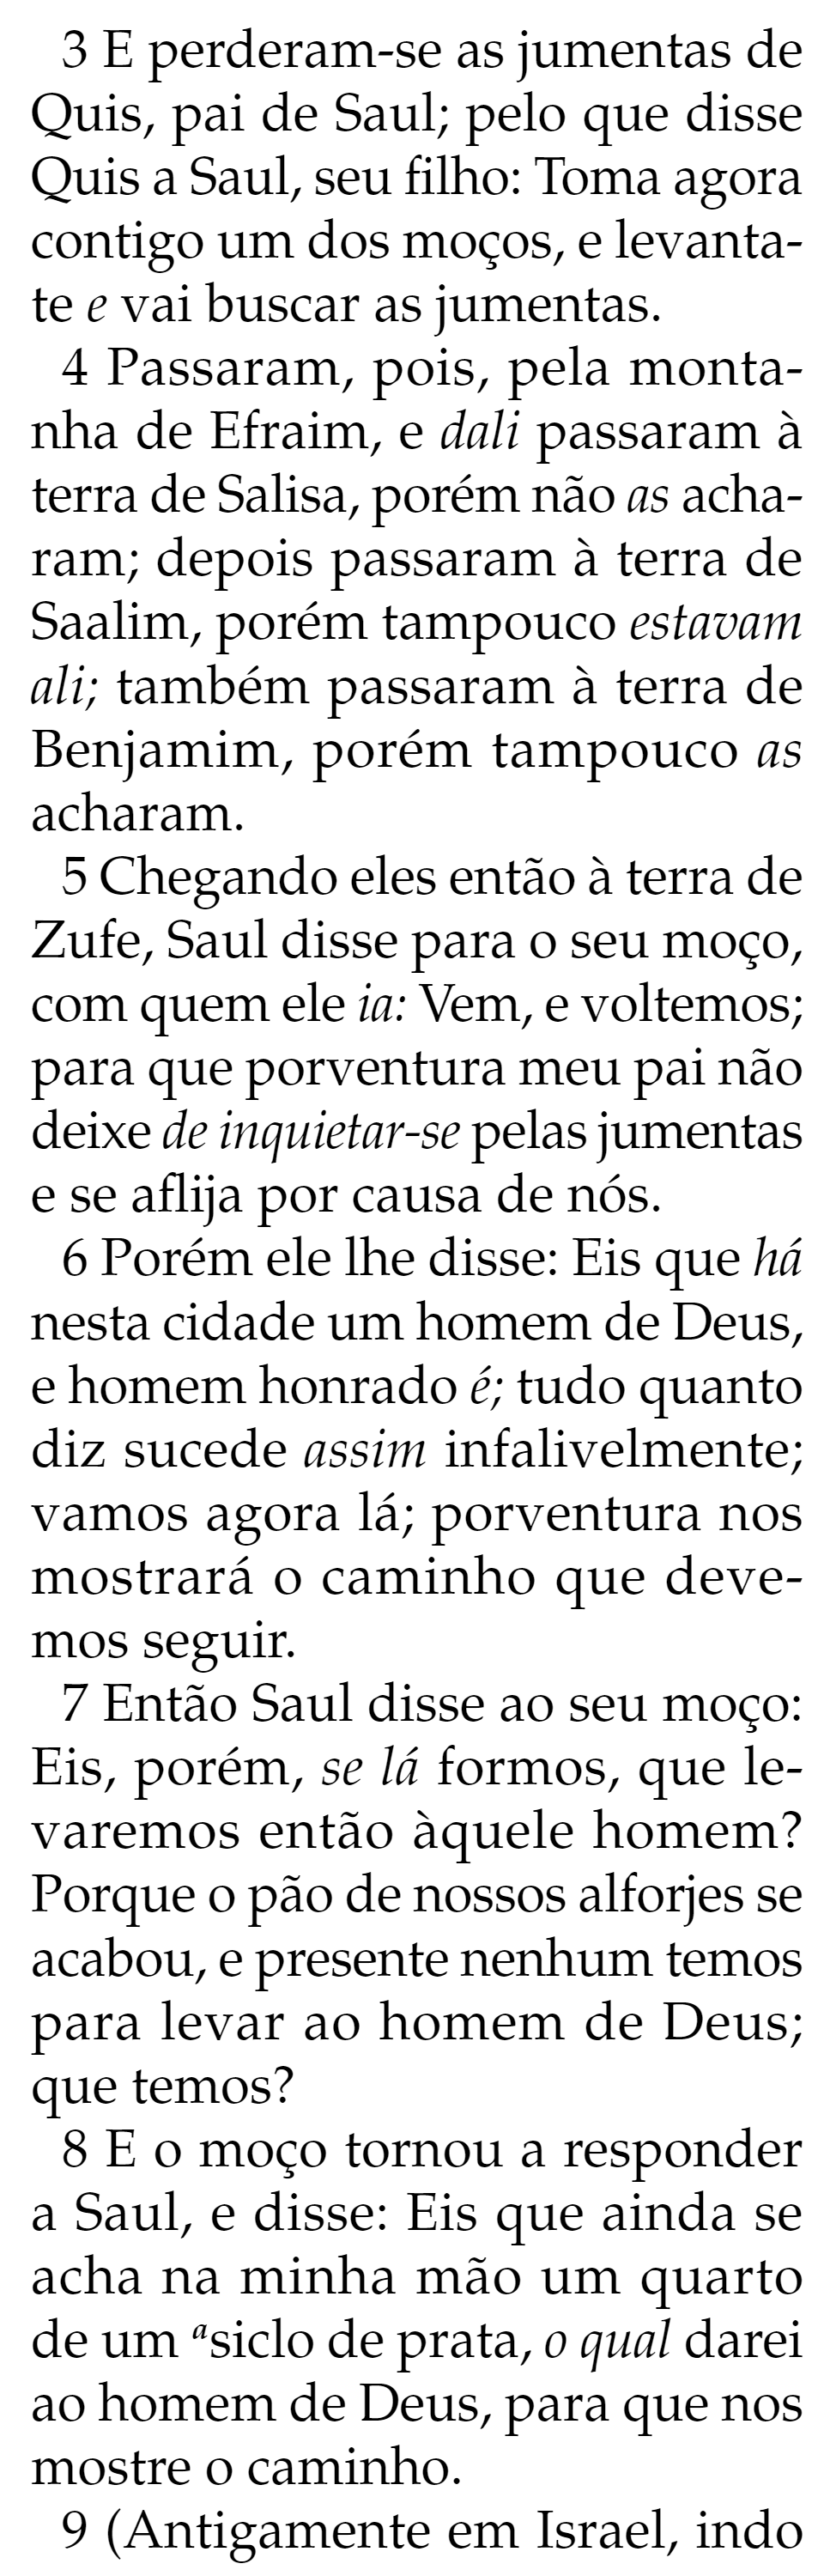 3 E perderam-se as jumentas de
Quis, pai de Saul; pelo que disse
Quis a Saul, seu filho: Toma agora
contigo um dos moços, e levanta-
te e vai buscar as jumentas.
4 Passaram, pois, pela monta-
nha de Efraim, e dali passaram à
terra de Salisa, porém não as acha-
ram; depois passaram à terra de
Saalim, porém tampouco estavam
ali; também passaram à terra de
Benjamim, porém tampouco as
acharam.
5 Chegando eles então à terra de
Zufe, Saul disse para o seu moço,
com quem ele ia: Vem, e voltemos;
para que porventura meu pai não
deixe de inquietar-se pelas jumentas
e se aflija por causa de nós.
6 Porém ele lhe disse: Eis que há
nesta cidade um homem de Deus,
e homem honrado é; tudo quanto
diz sucede assim infalivelmente;
vamos agora lá; porventura nos
mostrará o caminho que deve-
mos seguir.
7 Então Saul disse ao seu moço:
Eis, porém, se lá formos, que le-
varemos então àquele homem?
Porque o pão de nossos alforjes se
acabou, e presente nenhum temos
para levar ao homem de Deus;
que temos?
8 E o moço tornou a responder
a Saul, e disse: Eis que ainda se
acha na minha mão um quarto
de um ᵃsiclo de prata, o qual darei
ao homem de Deus, para que nos
mostre o caminho.
9 (Antigamente em Israel, indo